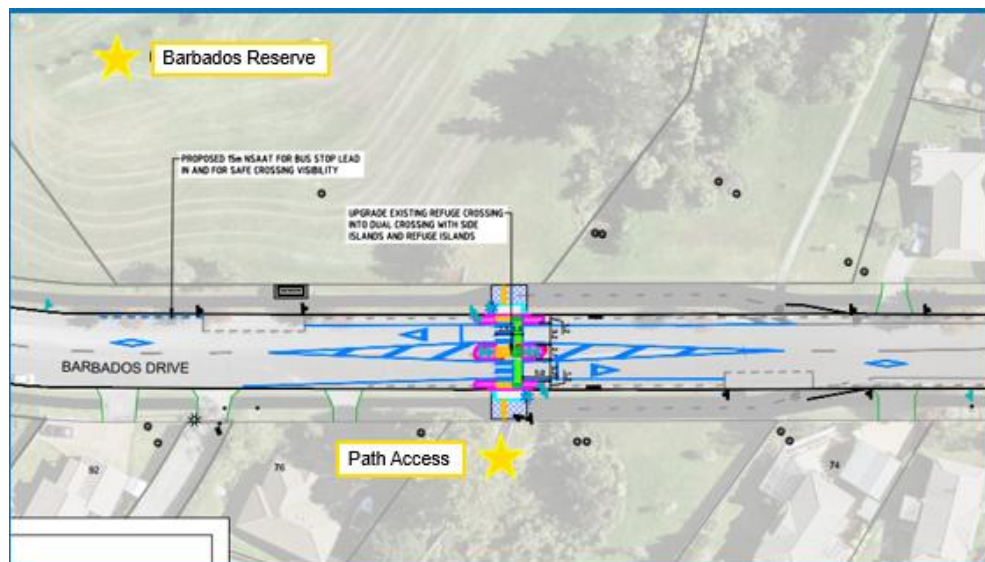 Barbados Reserve
PROPOSED 15m NSAAT FOR BUS STOP LEAD
IN AND FOR SAFE CROSSING VISIBILITY
UPGRADE EXISTING REFUGE CROSSING
INTO DUAL CROSSING WITH SIDE
ISLANDS AND REFUGE ISLANDS
BARBADOS DRIVE
Path Access
92
76
74